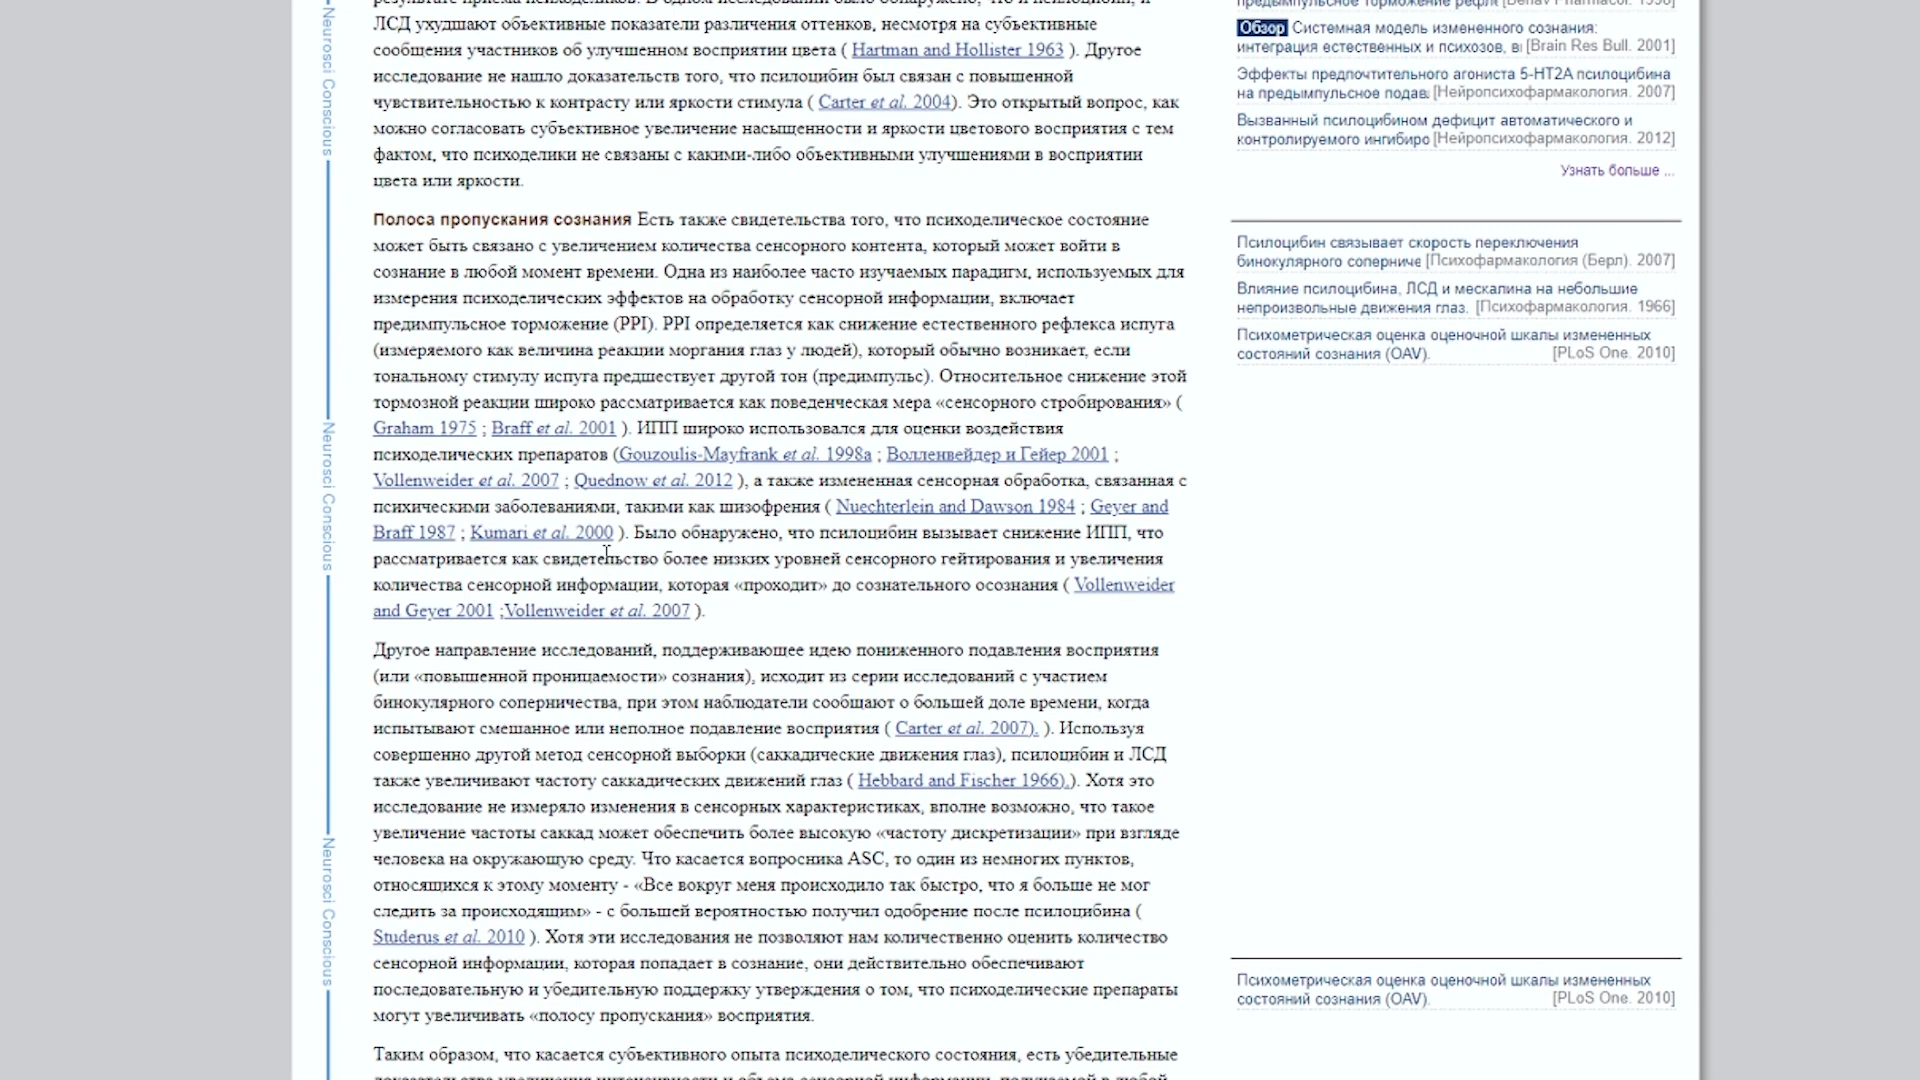 ЛСД ухудшают объективные показатели различения оттенков, несмотря на субъективные
сообщения участников об улучшенном восприятии цвета ( Hartman and Hollister 1963 ). Другое
исследование не нашло доказательств того, что псилоцибин был связан с повышенной
чувствительностью к контрасту или яркости стимула ( Carter et al. 2004). Это открытый вопрос, как
можно согласовать субъективное увеличение насыщенности и яркости цветового восприятия с тем
фактом, что психоделики не связаны с какими-либо объективными улучшениями в восприятии
цвета или яркости.
Полоса пропускания сознания Есть также свидетельства того, что психоделическое состояние
может быть связано с увеличением количества сенсорного контента, который может войти в
сознание в любой момент времени. Одна из наиболее часто изучаемых парадигм, используемых для
измерения психоделических эффектов на обработку сенсорной информации, включает
предимпульсное торможение (PPI). PPI определяется как снижение естественного рефлекса испуга
(измеряемого как величина реакции моргания глаз у людей), который обычно возникает, если
тональному стимулу испуга предшествует другой тон (предимпульс). Относительное снижение этой
тормозной реакции широко рассматривается как поведенческая мера «сенсорного стробирования» (
Graham 1975 ; Braff et al. 2001 ). ИПП широко использовался для оценки воздействия
психоделических препаратов (Gouzoulis-Mayfrank et al. 1998a ; Волленвейдер и Гейер 2001 ;
Vollenweider et al. 2007 ; Quednow et al. 2012 ), а также измененная сенсорная обработка, связанная с
психическими заболеваниями, такими как шизофрения ( Nuechterlein and Dawson 1984 ; Geyer and
Braff 1987 ; Kumari et al. 2000 ). Было обнаружено, что псилоцибин вызывает снижение ИПП, что
рассматривается как свидетельство более низких уровней сенсорного гейтирования и увеличения
количества сенсорной информации, которая «проходит» до сознательного осознания ( Vollenweider
and Geyer 2001 ;Vollenweider et al. 2007 ).
Другое направление исследований, поддерживающее идею пониженного подавления восприятия
(или «повышенной проницаемости» сознания), исходит из серии исследований с участием
бинокулярного соперничества, при этом наблюдатели сообщают о большей доле времени, когда
испытывают смешанное или неполное подавление восприятия ( Carter et al. 2007). ). Используя
совершенно другой метод сенсорной выборки (саккадические движения глаз), псилоцибин и ЛСД
также увеличивают частоту саккадических движений глаз ( Hebbard and Fischer 1966).). Хотя это
исследование не измеряло изменения в сенсорных характеристиках, вполне возможно, что такое
увеличение частоты саккад может обеспечить более высокую «частоту дискретизации» при взгляде
человека на окружающую среду. Что касается вопросника ASC, то один из немногих пунктов,
относящихся к этому моменту - «Все вокруг меня происходило так быстро, что я больше не мог
следить за происходящим» - с большей вероятностью получил одобрение после псилоцибина (
Studerus et al. 2010 ). Хотя эти исследования не позволяют нам количественно оценить количество
сенсорной информации, которая попадает в сознание, они действительно обеспечивают
последовательную и убедительную поддержку утверждения о том, что психоделические препараты
могут увеличивать «полосу пропускания» восприятия.
Таким образом, что касается субъективного опыта психоделического состояния, есть убедительные
Обзор Системная модель измененного сознания:
интеграция естественных и психозов, в [Brain Res Bull. 2001]
Эффекты предпочтительного агониста 5-HT2A псилоцибина
на предымпульсное подав. [Нейропсихофармакология. 2007]
Вызванный псилоцибином дефицит автоматического и
контролируемого ингибиро [Нейропсихофармакология. 2012]
Узнать больше ...
Псилоцибин связывает скорость переключения
бинокулярного соперниче [Психофармакология (Берл). 2007]
Влияние псилоцибина, ЛСД и мескалина на небольшие
непроизвольные движения глаз. [Психофармакология. 1966]
Психометрическая оценка оценочной шкалы измененных
состояний сознания (OAV). [PLoS One. 2010]
Психометрическая оценка оценочной шкалы измененных
состояний сознания (OAV). [PLoS One. 2010]
Neurosci Conscious
Neurosci Conscious
Neurosci Conscious